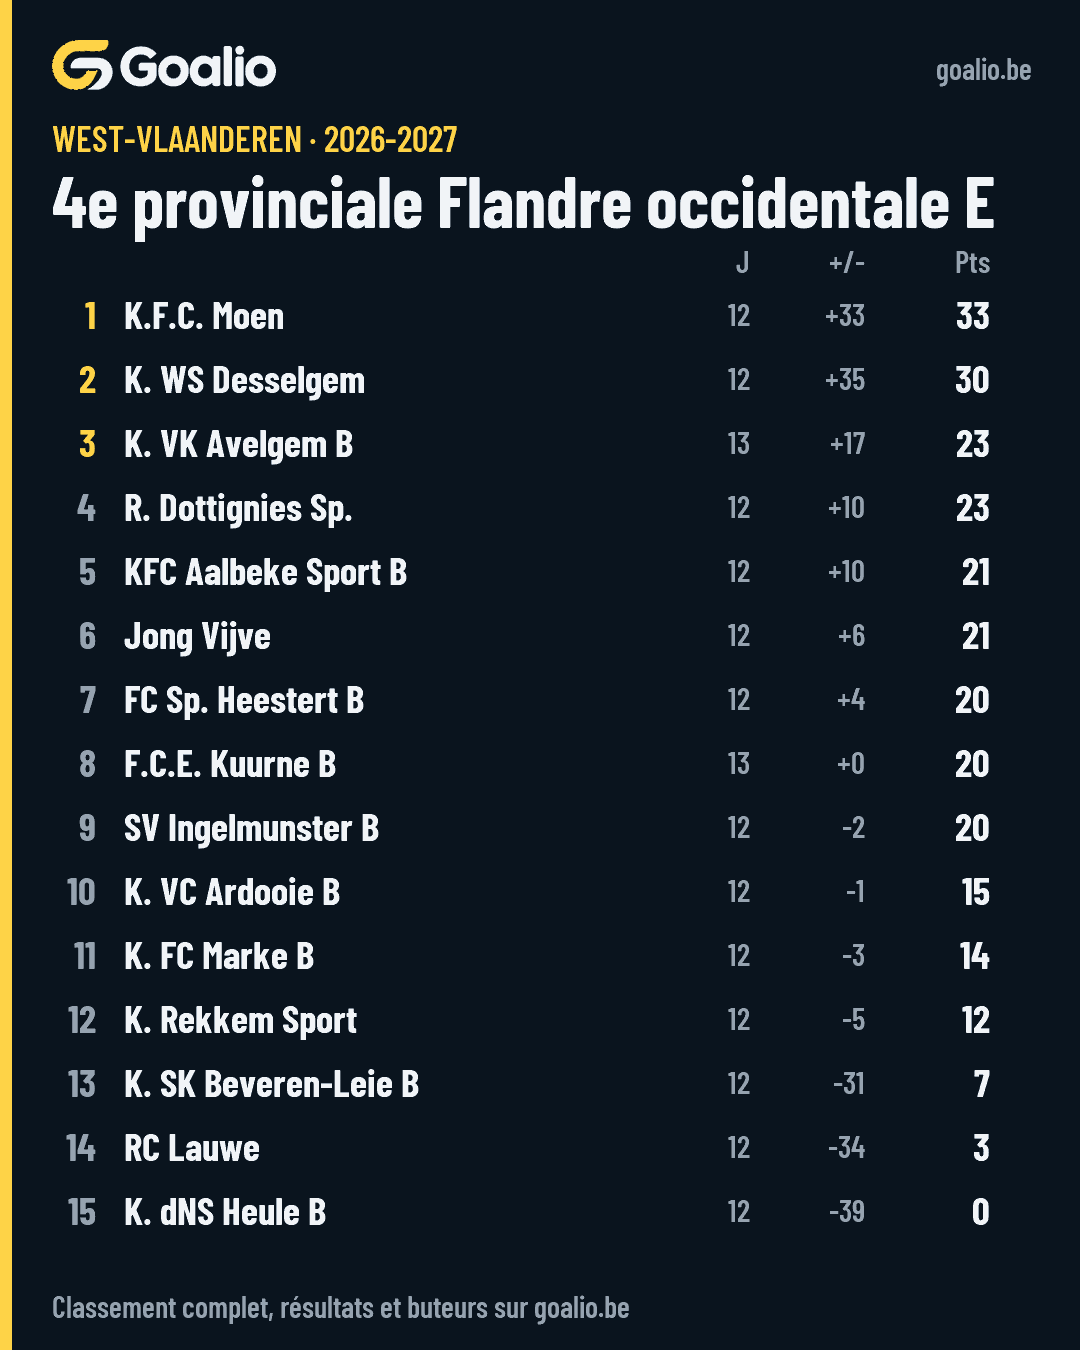 Goalio
goalio.be
WEST-VLAANDEREN · 2026-2027
4e provinciale Flandre occidentale E
J +/- Pts
1 K.F.C. Moen 12 +33 33
2 K. WS Desselgem 12 +35 30
3 K. VK Avelgem B 13 +17 23
4 R. Dottignies Sp. 12 +10 23
5 KFC Aalbeke Sport B 12 +10 21
6 Jong Vijve 12 +6 21
7 FC Sp. Heestert B 12 +4 20
8 F.C.E. Kuurne B 13 +0 20
9 SV Ingelmunster B 12 -2 20
10 K. VC Ardooie B 12 -1 15
11 K. FC Marke B 12 -3 14
12 K. Rekkem Sport 12 -5 12
13 K. SK Beveren-Leie B 12 -31 7
14 RC Lauwe 12 -34 3
15 K. dNS Heule B 12 -39 0
Classement complet, résultats et buteurs sur goalio.be